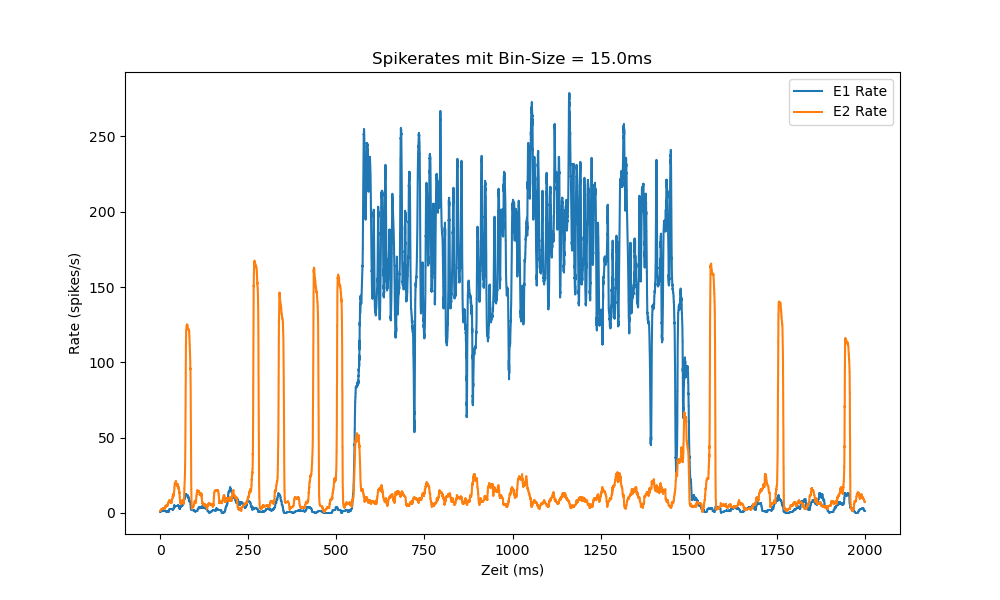 Spikerates mit Bin-Size = 15.0ms
E1 Rate
E2 Rate
Rate (spikes/s)
250
200
150
100
50
0
0 250 500 750 1000 1250 1500 1750 2000
Zeit (ms)